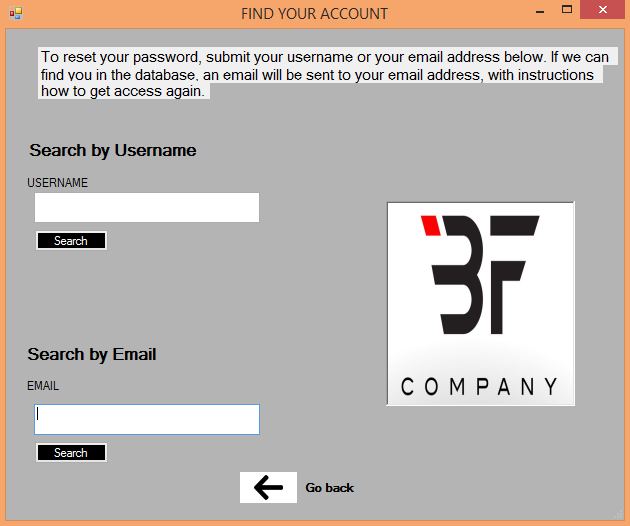 FIND YOUR ACCOUNT
To reset your password, submit your username or your email address below. If we can
find you in the database, an email will be sent to your email address, with instructions
how to get access again.
Search by Username
USERNAME
Search
BF
COMPANY
Search by Email
EMAIL
Search
Go back